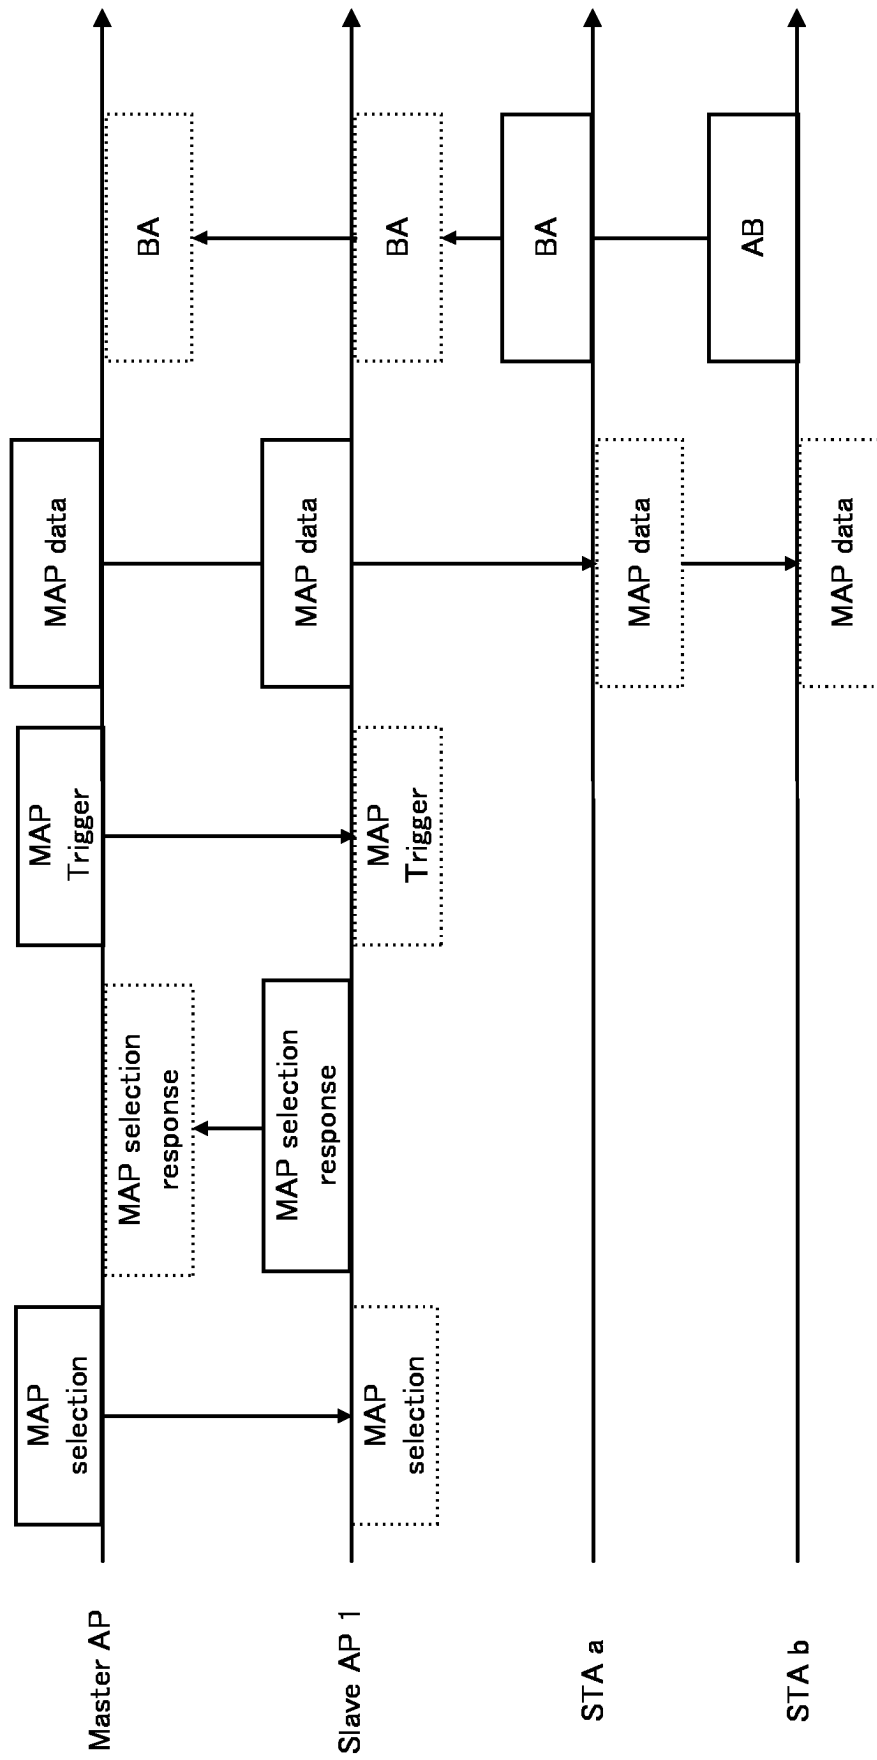 Master AP
MAP
selection
MAP selection
response
MAP
Trigger
MAP data
BA
Slave AP 1
MAP
selection
MAP selection
response
MAP
Trigger
MAP data
BA
STA a
MAP data
BA
STA b
MAP data
AB